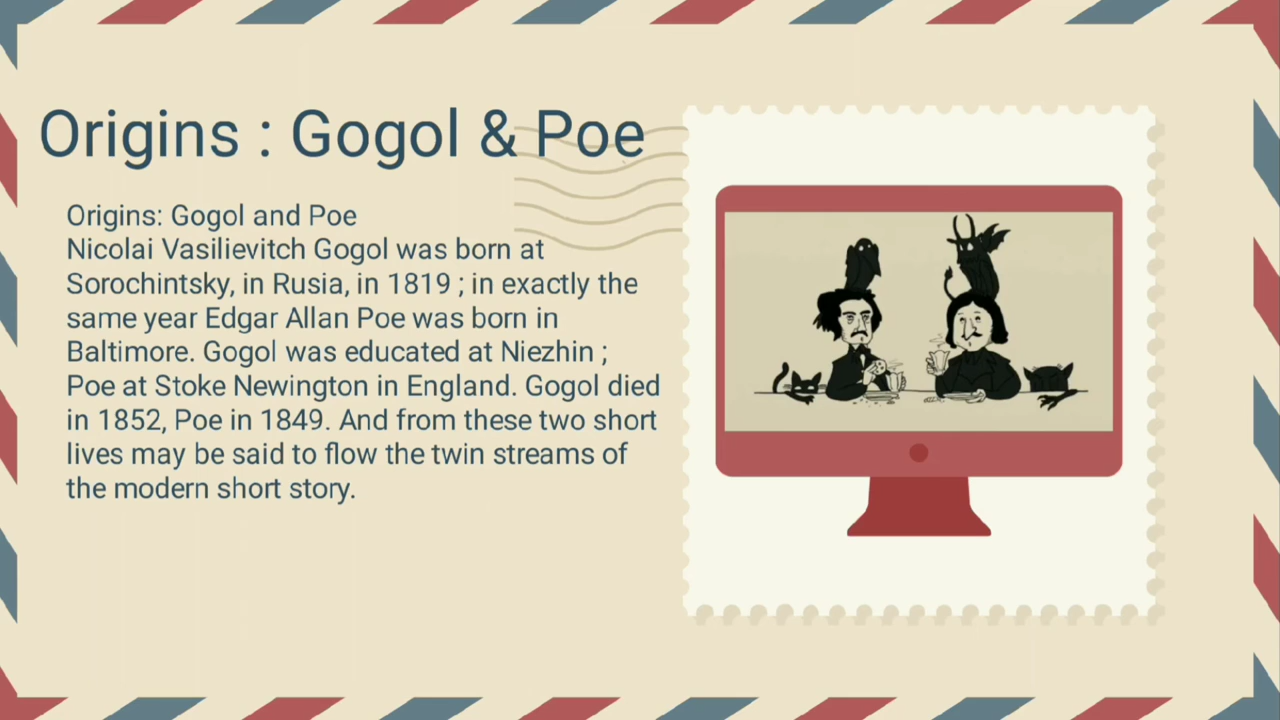 Origins : Gogol & Poe
Origins: Gogol and Poe
Nicolai Vasilievitch Gogol was born at
Sorochintsky, in Rusia, in 1819 ; in exactly the
same year Edgar Allan Poe was born in
Baltimore. Gogol was educated at Niezhin ;
Poe at Stoke Newington in England. Gogol died
in 1852, Poe in 1849. And from these two short
lives may be said to flow the twin streams of
the modern short story.